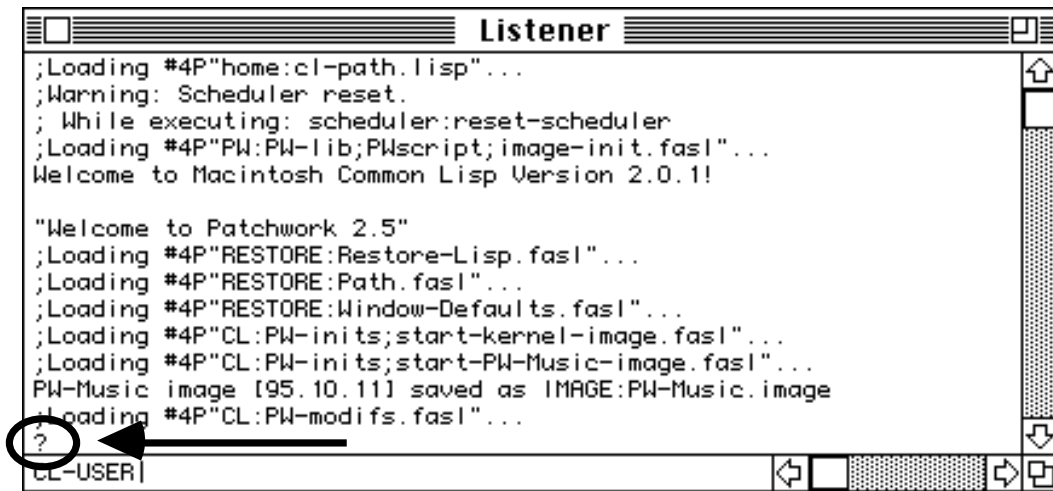 Listener
;Loading #4P"home:cl-path.lisp"...
;Warning: Scheduler reset.
; While executing: scheduler:reset-scheduler
;Loading #4P"PW:PW-lib;PWscript;image-init.fasl"...
Welcome to Macintosh Common Lisp Version 2.0.1!
"Welcome to Patchwork 2.5"
;Loading #4P"RESTORE:Restore-Lisp.fasl"...
;Loading #4P"RESTORE:Path.fasl"...
;Loading #4P"RESTORE:Window-Defaults.fasl"...
;Loading #4P"CL:PW-inits;start-kernel-image.fasl"...
;Loading #4P"CL:PW-inits;start-PW-Music-image.fasl"...
PW-Music image [95.10.11] saved as IMAGE:PW-Music.image
;Loading #4P"CL:PW-modifs.fasl"...
?
CL-USER